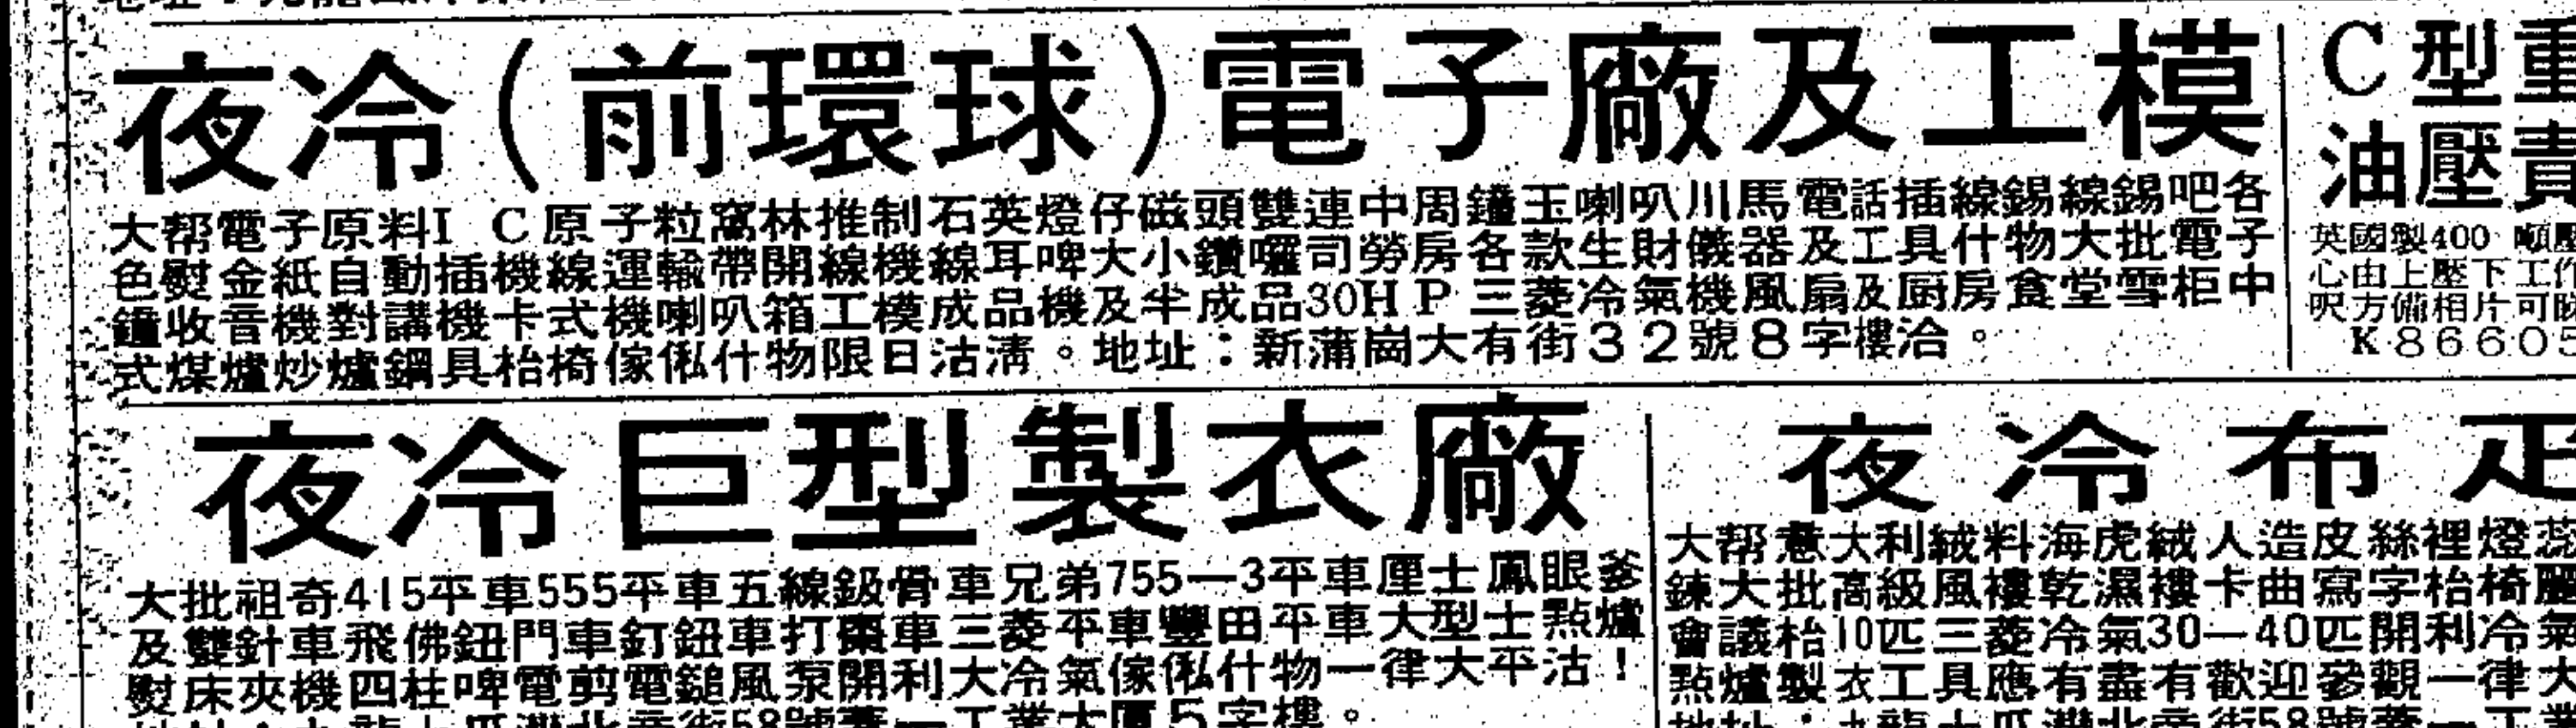 夜冷(前環球)電子廠及工模
大帮電子原料I C原子粒窩林推制石英燈仔磁頭雙連中周鐘玉喇叭川馬電話插線錫線錫吧各
色熨金紙自動插機線運輸帶開線機線耳啤大小鑽囉司勞房各款生財儀器及工具什物大批電子
鐘收音機對講機卡式機喇叭箱工模成品機及半成品30HP三菱冷氣機風扇及厨房食堂雪柜中
式煤爐炒爐鋼具枱椅傢俬什物限日沽淸。地址:新蒲崗大有街32號8字樓洽。
C型重
油壓責
英國製400噸壓
心由上壓下工作
呎方備相片可
K·86605
夜冷巨型製衣廠
大批祖奇415平車555平車五線鈒骨車兄弟755—3平車厘士鳳眼爹
及雙針車飛佛鈕門車釘鈕車打棗車三菱平車豐田平車大型士㸃爐
熨床夾機四柱啤電剪電鎚風泵開利大冷氣傢俬什物一律大平沽!
5字樓。
夜冷布疋
大帮意大利絨料海虎絨人造皮絲裡燈蕊
鍊大批高級風褸乾濕褸卡曲寫字枱椅
會議枱10匹三菱冷氣30—40匹開利冷氣
㸃爐製衣工具應有盡有歡迎參觀一律大